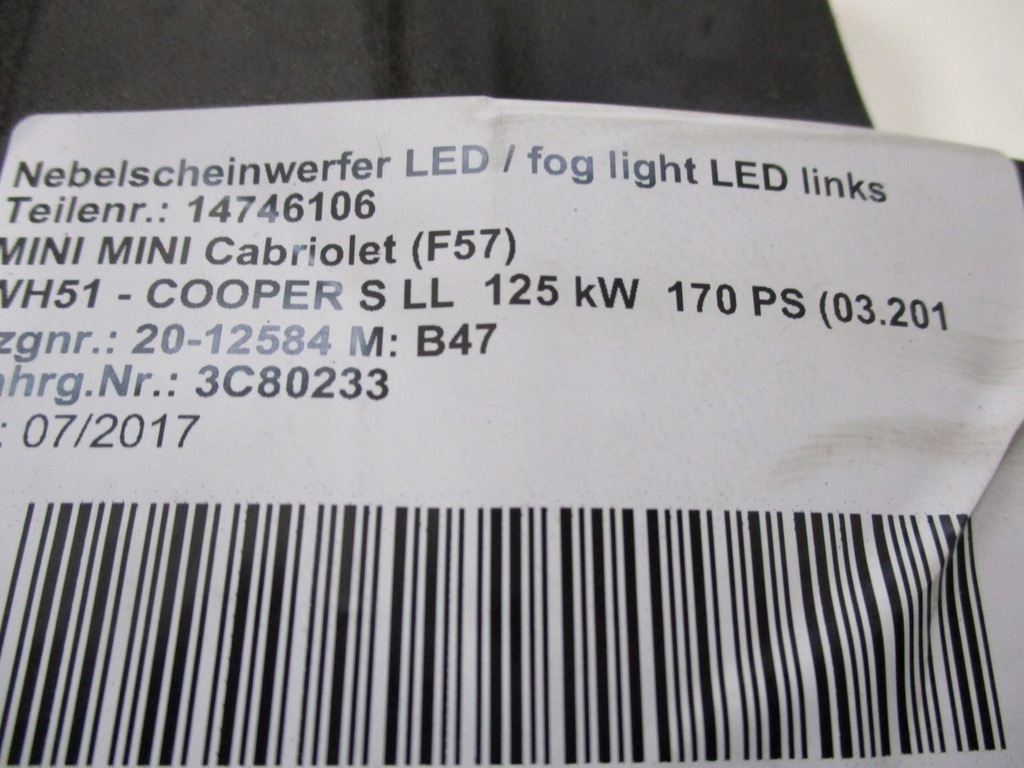 Nebelscheinwerfer LED / fog light LED links
Teilenr.: 14746106
MINI MINI Cabriolet (F57)
WH51 - COOPER S LL 125 kW 170 PS (03.201
zgnr.: 20-12584 M: B47
ahrg.Nr.: 3C80233
: 07/2017